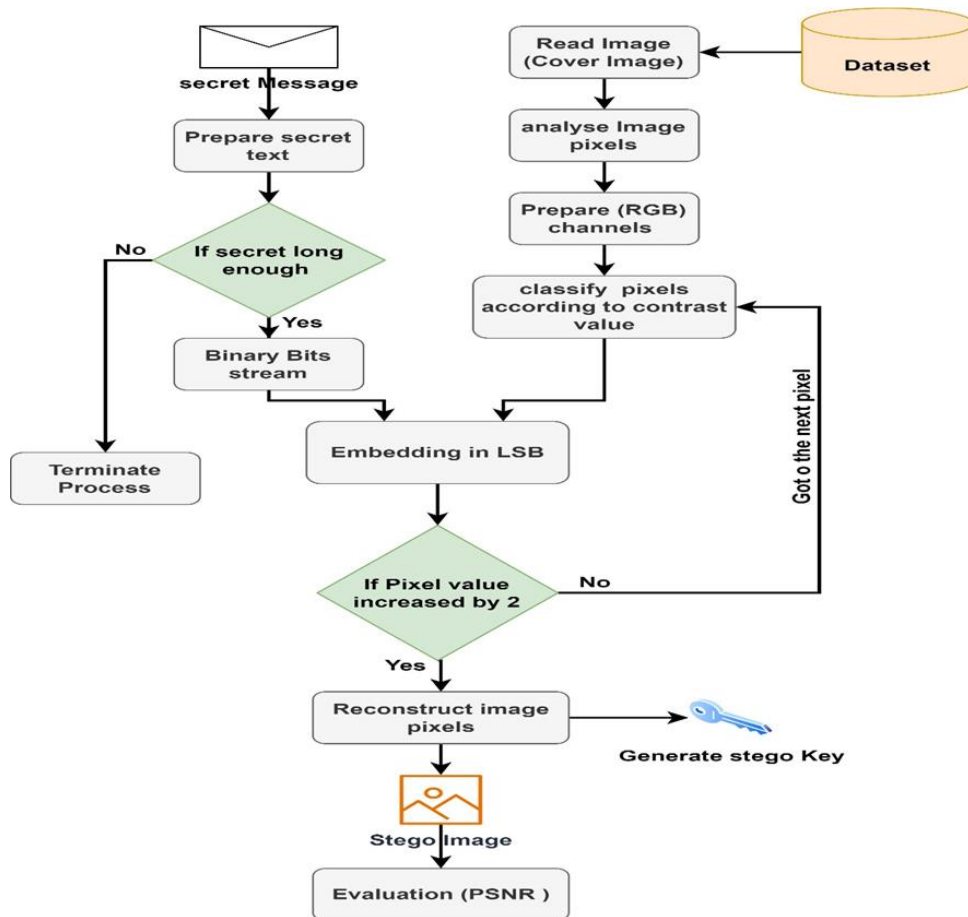 secret Message
Prepare secret
text
If secret long
enough
No
Yes
Binary Bits
stream
Terminate
Process
Read Image
(Cover Image)
Dataset
analyse Image
pixels
Prepare (RGB)
channels
classify pixels
according to contrast
value
Got o the next pixel
Embedding in LSB
If Pixel value
increased by 2
No
Yes
Reconstruct image
pixels
Generate stego Key
Stego Image
Evaluation (PSNR )